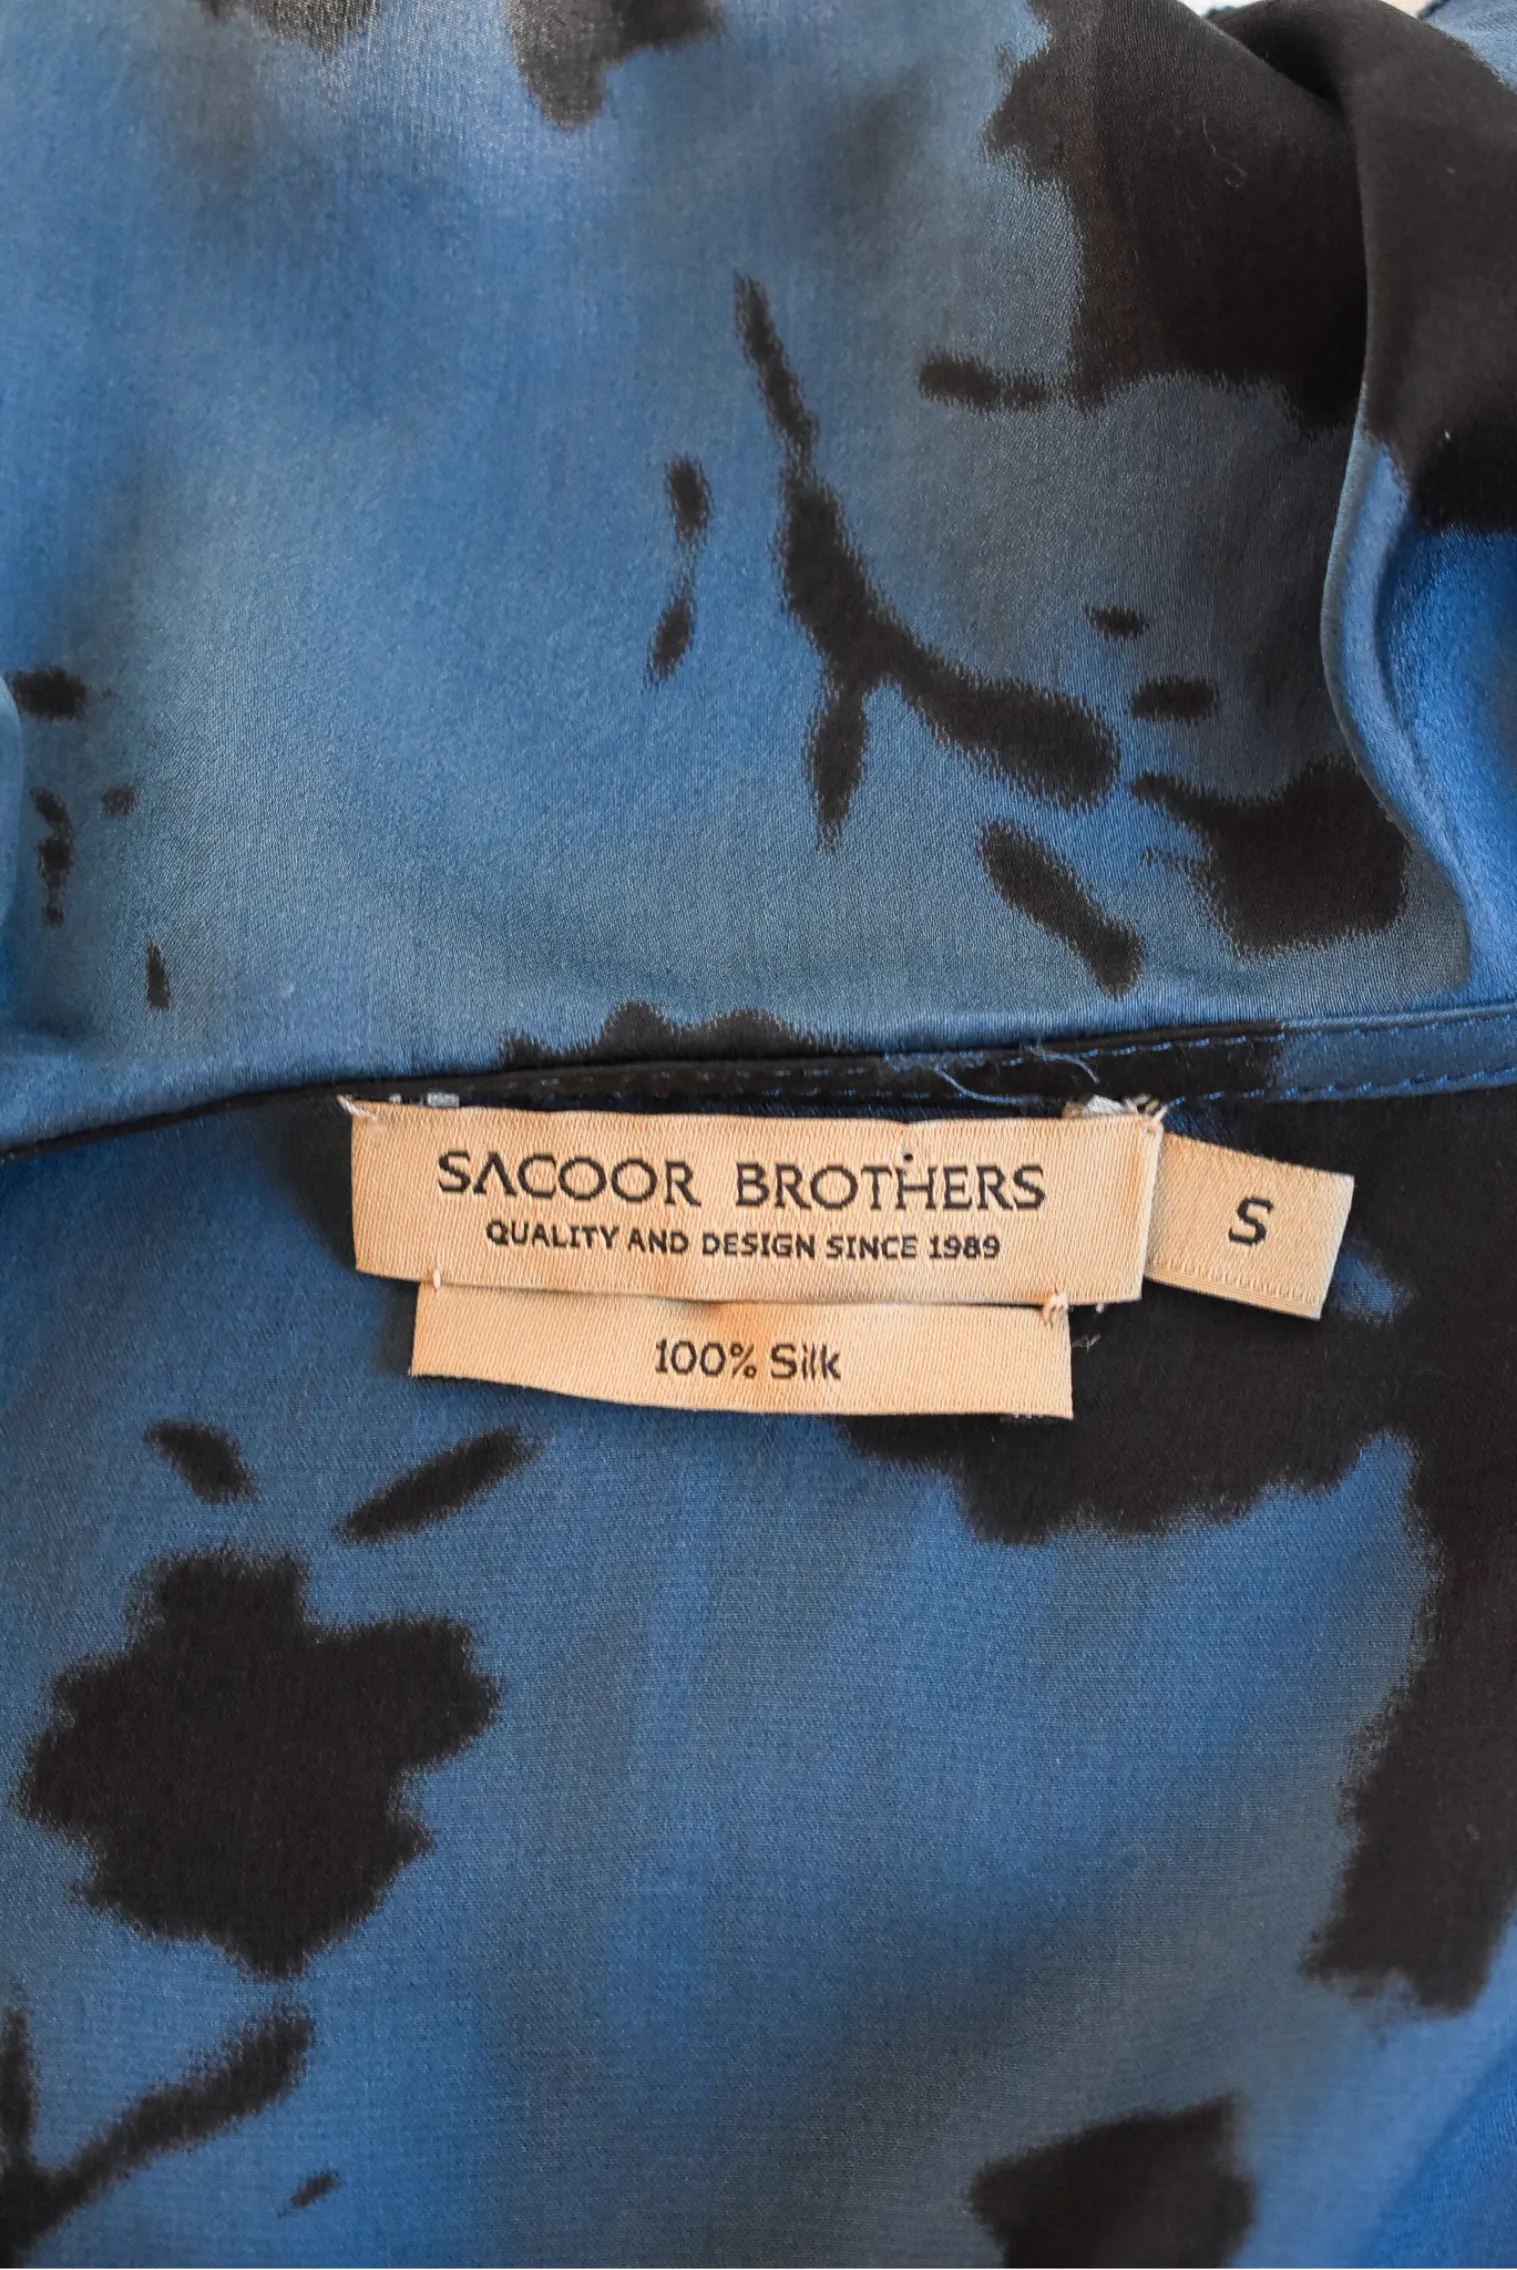 SACOOR BROTHERS
QUALITY AND DESIGN SINCE 1989
S
100% Silk